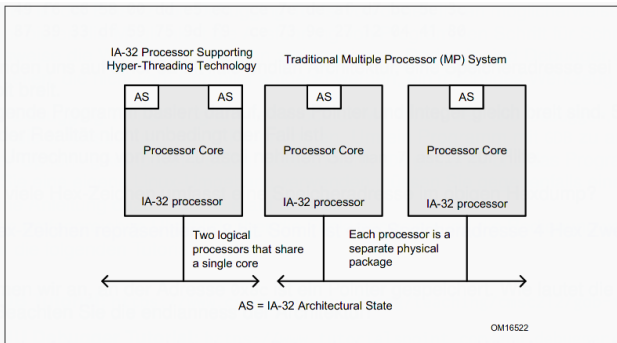 IA-32 Processor Supporting
Hyper-Threading Technology
Traditional Multiple Processor (MP) System
AS
AS
AS
AS
Processor Core
Processor Core
Processor Core
IA-32 processor
IA-32 processor
IA-32 processor
Two logical
processors that share
a single core
Each processor is a
separate physical
package
AS = IA-32 Architectural State
OM16522